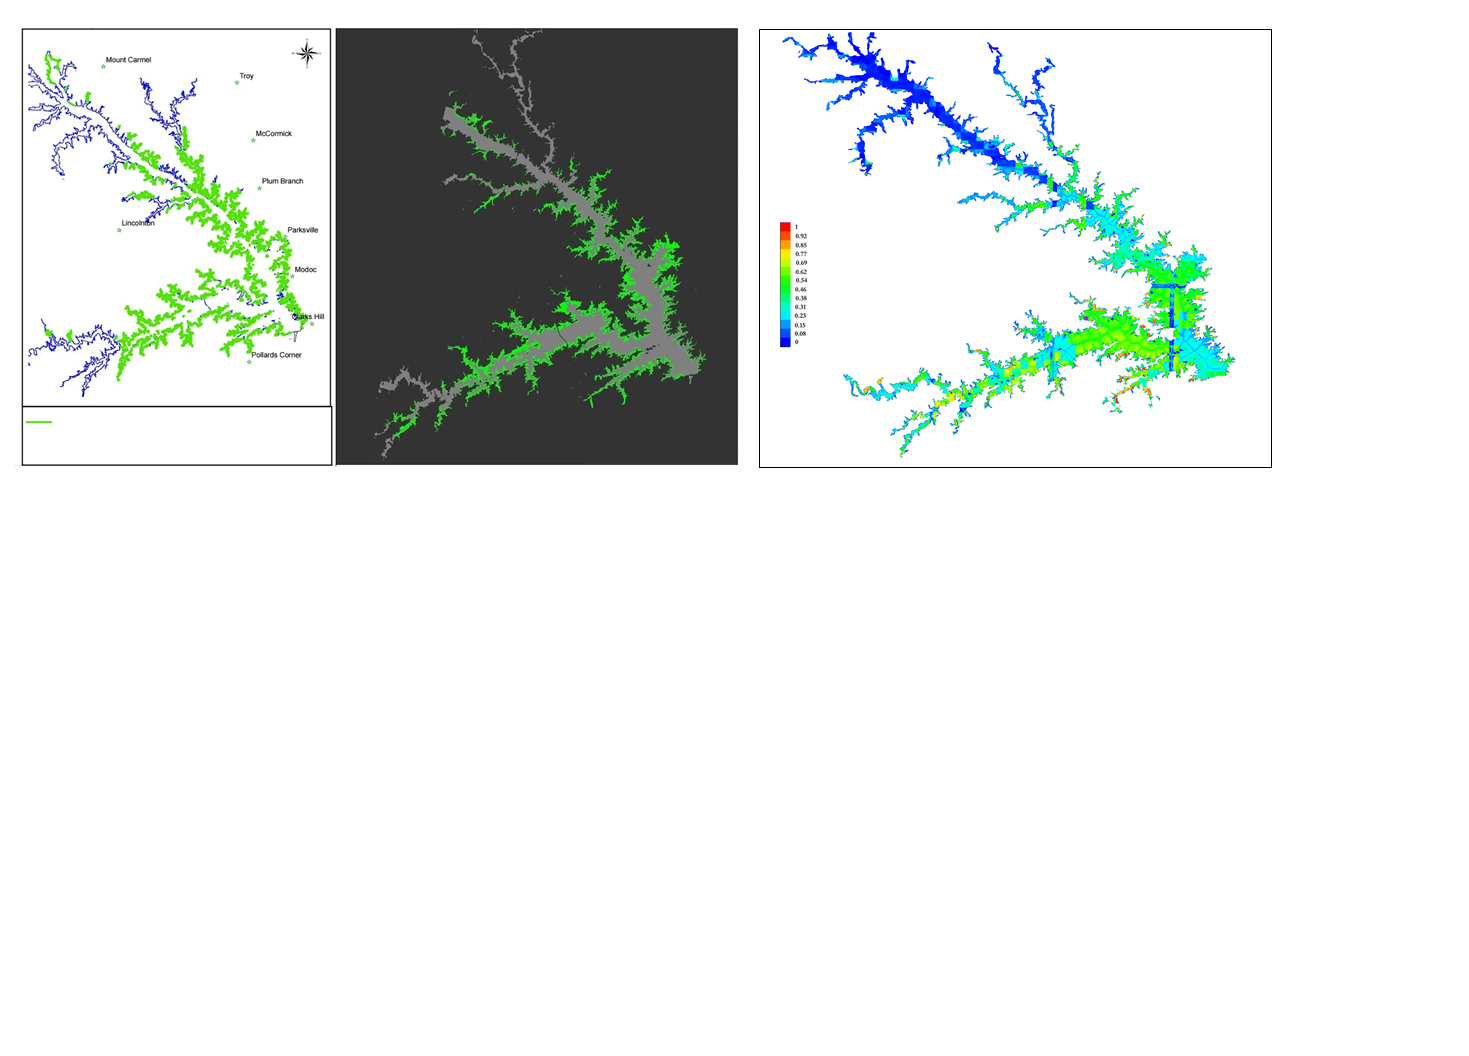 Mount Carmel
Troy
McCormick
Plum Branch
Lincolnton
Parksville
Modoc
Hill
Pollards Corner
1
0.92
0.85
0.77
0.69
0.62
0.54
0.46
0.38
0.31
0.23
0.15
0.08
0